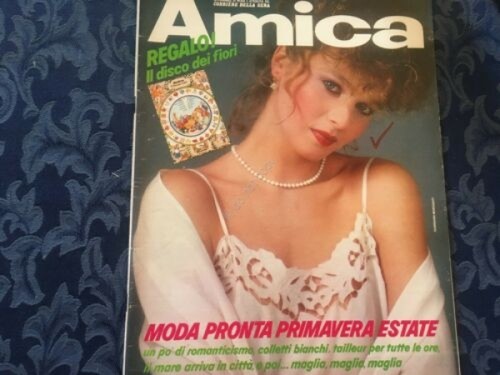 CORRIERE DELLA SERA
Amica
REGALO!
Il disco dei fiori
MODA PRONTA PRIMAVERA ESTATE
un po' di romanticismo, colletti bianchi, tailleur per tutte le ore,
il mare arriva in città, e poi... maglia, maglia, maglia